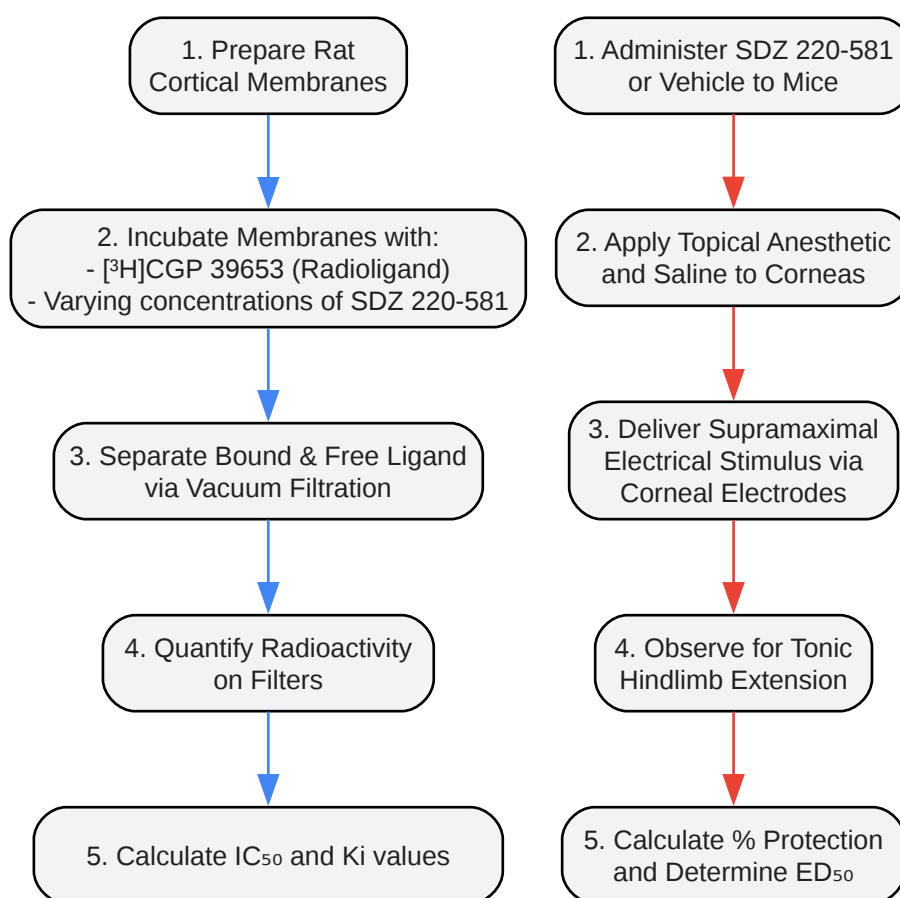 1. Prepare Rat
Cortical Membranes
2. Incubate Membranes with:
- [³H]CGP 39653 (Radioligand)
- Varying concentrations of SDZ 220-581
3. Separate Bound & Free Ligand
via Vacuum Filtration
4. Quantify Radioactivity
on Filters
5. Calculate IC₅₀ and Ki values
1. Administer SDZ 220-581
or Vehicle to Mice
2. Apply Topical Anesthetic
and Saline to Corneas
3. Deliver Supramaximal
Electrical Stimulus via
Corneal Electrodes
4. Observe for Tonic
Hindlimb Extension
5. Calculate % Protection
and Determine ED₅₀